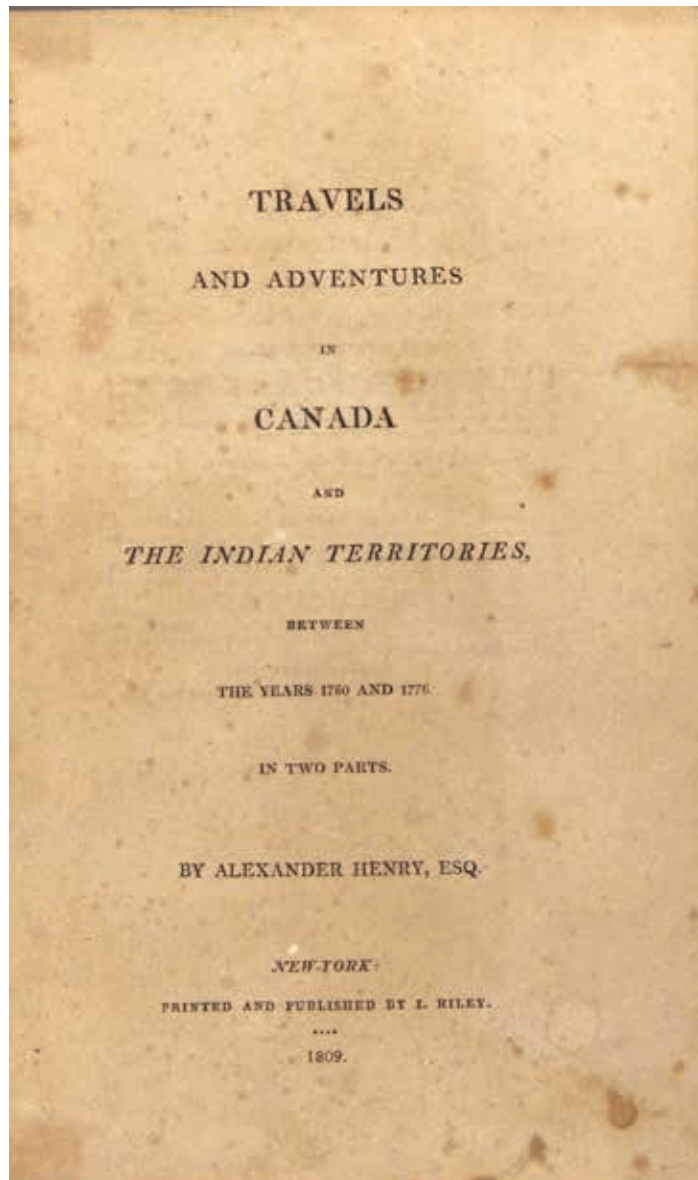 TRAVELS
AND ADVENTURES
IN
CANADA
AND
THE INDIAN TERRITORIES,
BETWEEN
THE YEARS 1760 AND 1776.
IN TWO PARTS.
BY ALEXANDER HENRY, ESQ.
NEW-YORK:
PRINTED AND PUBLISHED BY I. RILEY.
....
1809.